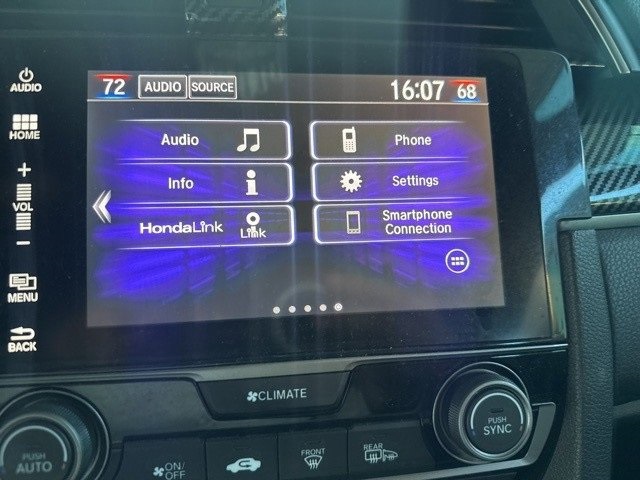 AUDIO
HOME
+
VOL
−
MENU
BACK
72 AUDIO SOURCE 16:07 68
Audio Phone
Info Settings
HondaLink Link Smartphone
Connection
CLIMATE
PUSH
AUTO
ON/
OFF
FRONT
REAR
PUSH
SYNC